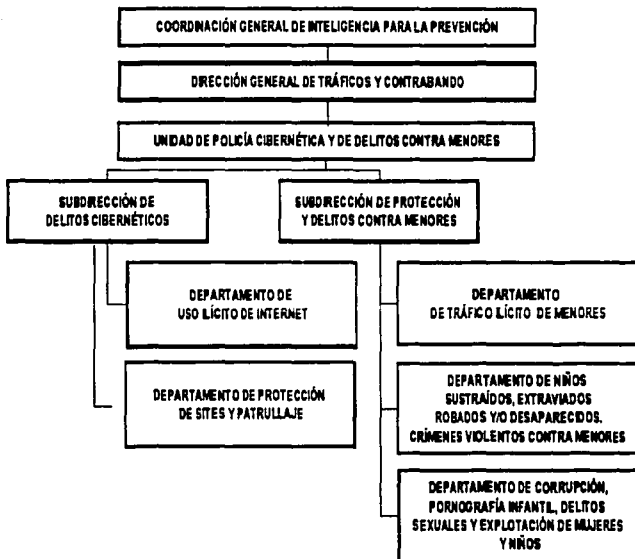 COORDINACIÓN GENERAL DE INTELIGENCIA PARA LA PREVENCIÓN
DIRECCIÓN GENERAL DE TRÁFICOS Y CONTRABANDO
UNIDAD DE POLICÍA CIBERNÉTICA Y DE DELITOS CONTRA MENORES
SUBDIRECCIÓN DE
DELITOS CIBERNÉTICOS
SUBDIRECCIÓN DE PROTECCIÓN
Y DELITOS CONTRA MENORES
DEPARTAMENTO DE
USO ILÍCITO DE INTERNET
DEPARTAMENTO
DE TRÁFICO ILÍCITO DE MENORES
DEPARTAMENTO DE PROTECCIÓN
DE SITES Y PATRULLAJE
DEPARTAMENTO DE NIÑOS
SUSTRAÍDOS, EXTRAVIADOS
ROBADOS Y/O DESAPARECIDOS.
CRÍMENES VIOLENTOS CONTRA MENORES
DEPARTAMENTO DE CORRUPCIÓN,
PORNOGRAFÍA INFANTIL, DELITOS
SEXUALES Y EXPLOTACIÓN DE MUJERES
Y NIÑOS